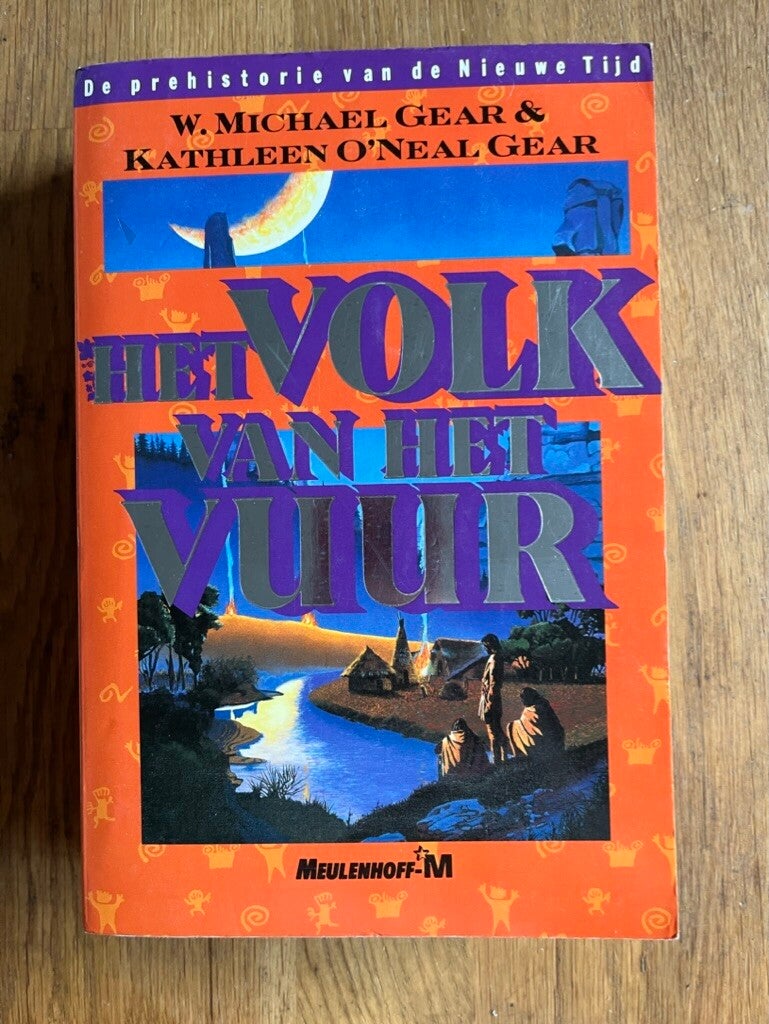 De prehistorie van de Nieuwe Tijd
W. MICHAEL GEAR &
KATHLEEN O'NEAL GEAR
HET VOLK
VAN HET
VUUR
MEULENHOFF-M